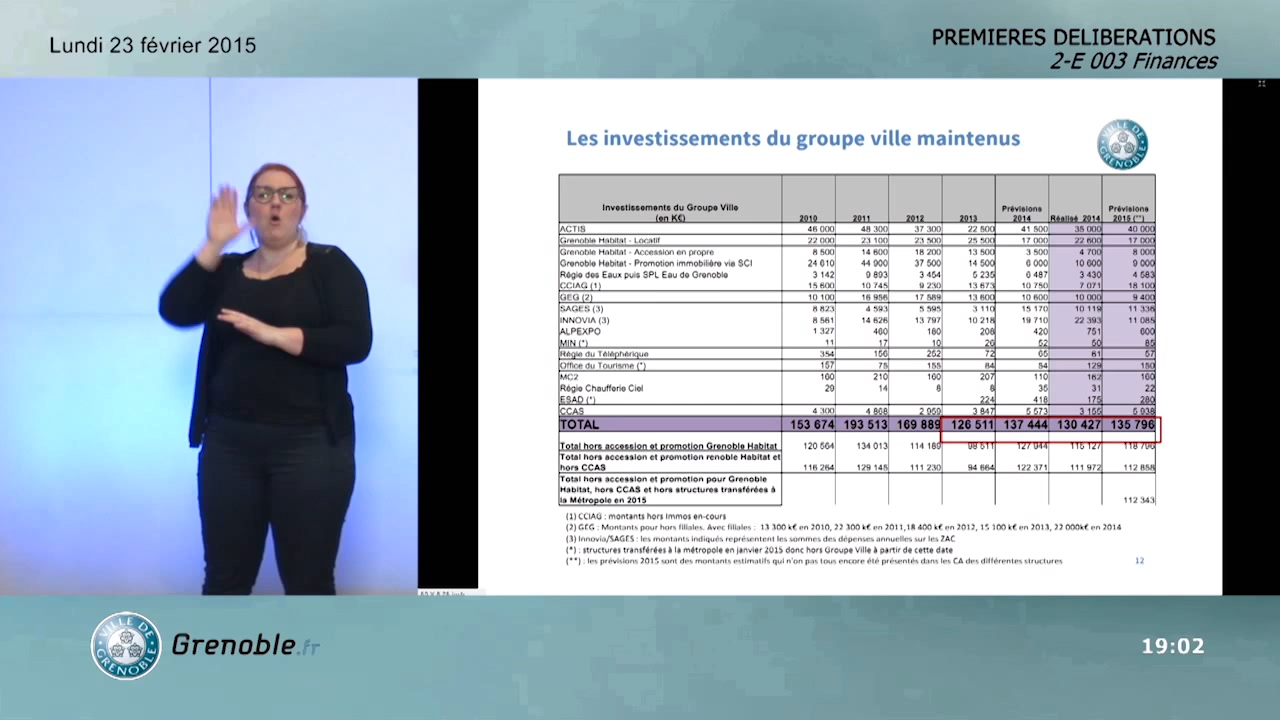 Lundi 23 février 2015
PREMIERES DELIBERATIONS
2-E 003 Finances
Les investissements du groupe ville maintenus
VILLE DE GRENOBLE
Investissements du Groupe Ville (en K€) 2010 2011 2012 2013 Prévisions 2014 Réalisé 2014 Prévisions 2015 (**)
ACTIS 46 000 48 300 37 300 22 500 41 500 35 000 40 000
Grenoble Habitat - Locatif 22 000 23 100 23 500 25 500 17 000 22 600 17 000
Grenoble Habitat - Accession en propre 8 500 14 600 18 200 13 500 3 500 4 700 8 000
Grenoble Habitat - Promotion immobilière via SCI 24 610 44 900 37 500 14 500 6 000 10 600 9 000
Régie des Eaux puis SPL Eau de Grenoble 3 142 9 893 3 454 5 235 6 487 3 430 4 583
CCIAG (1) 15 600 10 745 9 230 13 673 10 750 7 071 18 100
GEG (2) 10 100 16 956 17 589 13 600 10 600 10 000 9 400
SAGES (3) 8 823 4 593 5 595 3 110 15 170 10 119 11 336
INNOVIA (3) 8 561 14 626 13 797 10 218 19 710 22 393 11 085
ALPEXPO 1 327 460 180 208 420 751 600
MIN (*) 11 17 10 26 52 50 85
Régie du Téléphérique 354 156 252 72 65 61 57
Office du Tourisme (*) 157 75 155 84 54 129 150
MC2 160 210 160 207 110 162 160
Régie Chaufferie Ciel 29 14 8 8 35 31 22
ESAD (*) 224 418 175 280
CCAS 4 300 4 868 2 959 3 847 5 573 3 155 5 938
TOTAL 153 674 193 513 169 889 126 511 137 444 130 427 135 796
Total hors accession et promotion Grenoble Habitat 120 564 134 013 114 189 98 511 127 944 115 127 118 796
Total hors accession et promotion renoble Habitat et
hors CCAS 116 264 129 145 111 230 94 664 122 371 111 972 112 858
Total hors accession et promotion pour Grenoble
Habitat, hors CCAS et hors structures transférées à
la Métropole en 2015 112 343
(1) CCIAG : montants hors Immos en-cours
(2) GEG : Montants pour hors filiales. Avec filiales : 13 300 k€ en 2010, 22 300 k€ en 2011,18 400 k€ en 2012, 15 100 k€ en 2013, 22 000k€ en 2014
(3) Innovia/SAGES : les montants indiqués représentent les sommes des dépenses annuelles sur les ZAC
(*) : structures transférées à la métropole en janvier 2015 donc hors Groupe Ville à partir de cette date
(**) : les prévisions 2015 sont des montants estimatifs qui n'on pas tous encore été présentés dans les CA des différentes structures
12
VILLE DE GRENOBLE
Grenoble.fr
19:02